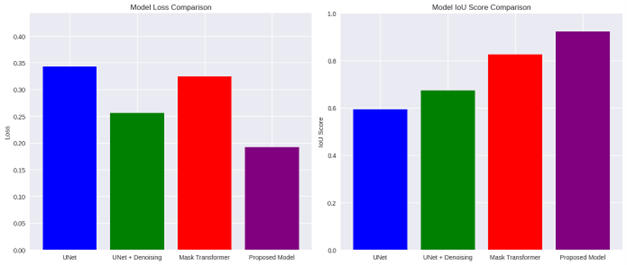 Model Loss Comparison
0.40
0.35
0.30
0.25
0.20
0.15
0.10
0.05
0.00
Loss
UNet
UNet + Denoising
Mask Transformer
Proposed Model
Model IoU Score Comparison
1.0
0.8
0.6
0.4
0.2
0.0
IoU Score
UNet
UNet + Denoising
Mask Transformer
Proposed Model